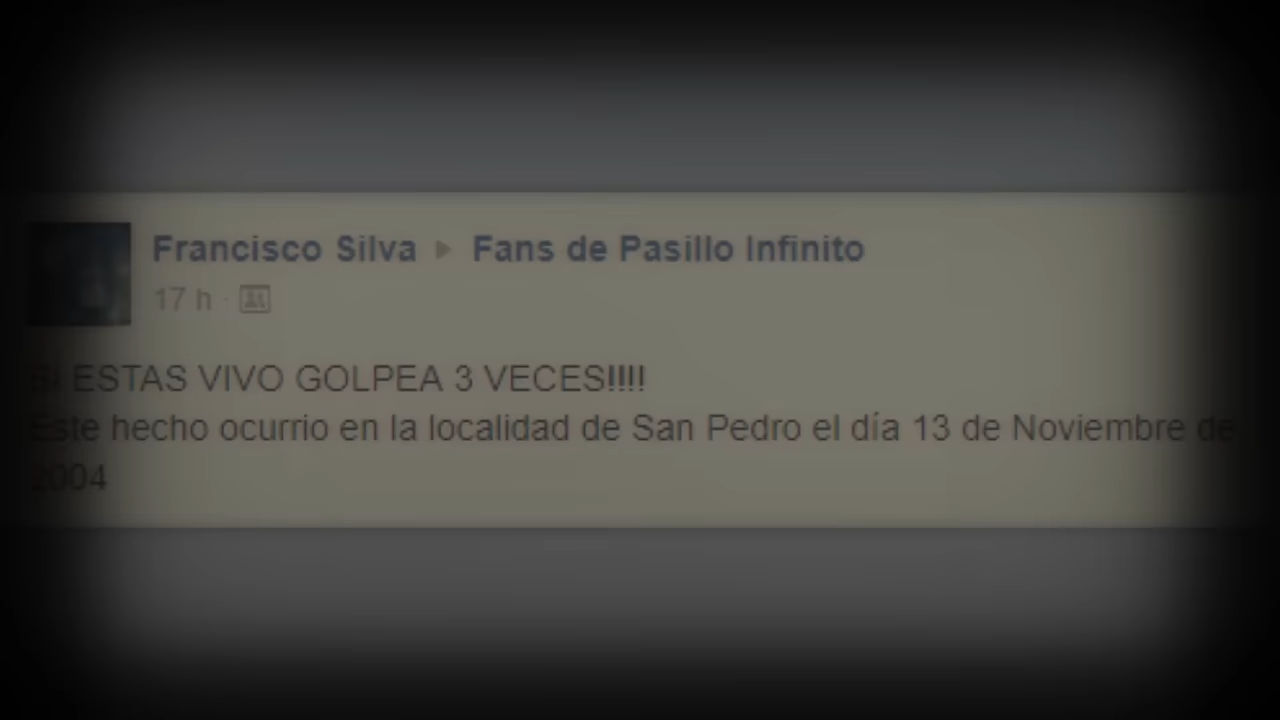 Francisco Silva ▸ Fans de Pasillo Infinito
17 h ·
SI ESTAS VIVO GOLPEA 3 VECES!!!!
Este hecho ocurrio en la localidad de San Pedro el día 13 de Noviembre de
2004